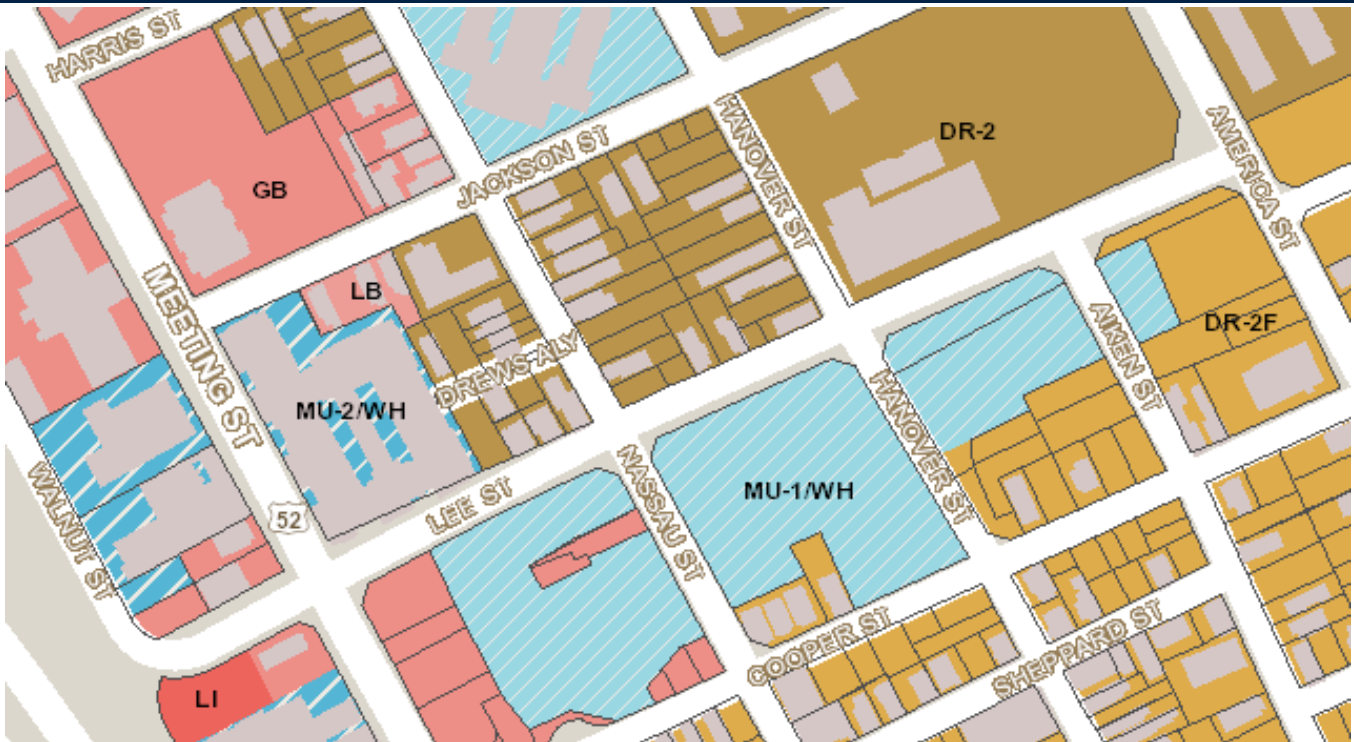 HARRIS ST
GB
JACKSON ST
HANOVER ST
DR-2
AMERICA ST
MEETING ST
LB
DREWS ALY
MU-2/WH
AIKEN ST
DR-2F
WALNUT ST
52
LEE ST
NASSAU ST
MU-1/WH
HANOVER ST
COOPER ST
SHEPPARD ST
LI